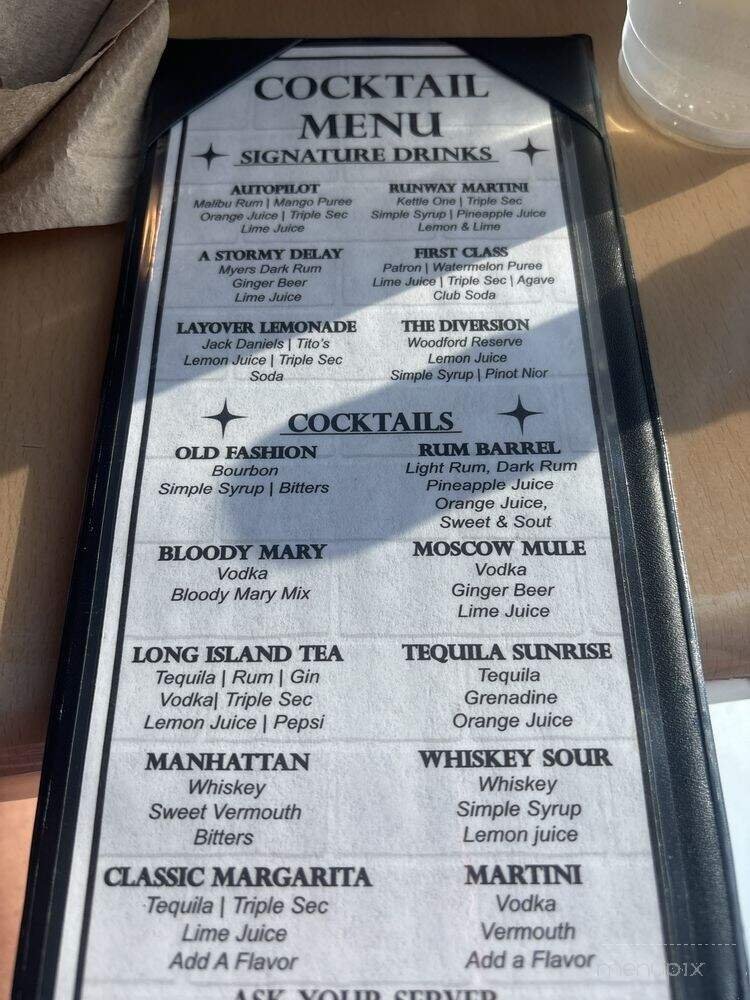 COCKTAIL
MENU
SIGNATURE DRINKS
AUTOPILOT
Malibu Rum | Mango Puree
Orange Juice | Triple Sec
Lime Juice
RUNWAY MARTINI
Kettle One | Triple Sec
Simple Syrup | Pineapple Juice
Lemon & Lime
A STORMY DELAY
Myers Dark Rum
Ginger Beer
Lime Juice
FIRST CLASS
Patron | Watermelon Puree
Lime Juice | Triple Sec | Agave
Club Soda
LAYOVER LEMONADE
Jack Daniels | Tito's
Lemon Juice | Triple Sec
Soda
THE DIVERSION
Woodford Reserve
Lemon Juice
Simple Syrup | Pinot Nior
COCKTAILS
OLD FASHION
Bourbon
Simple Syrup | Bitters
RUM BARREL
Light Rum, Dark Rum
Pineapple Juice
Orange Juice,
Sweet & Sout
BLOODY MARY
Vodka
Bloody Mary Mix
MOSCOW MULE
Vodka
Ginger Beer
Lime Juice
LONG ISLAND TEA
Tequila | Rum | Gin
Vodka| Triple Sec
Lemon Juice | Pepsi
TEQUILA SUNRISE
Tequila
Grenadine
Orange Juice
MANHATTAN
Whiskey
Sweet Vermouth
Bitters
WHISKEY SOUR
Whiskey
Simple Syrup
Lemon juice
CLASSIC MARGARITA
Tequila | Triple Sec
Lime Juice
Add A Flavor
MARTINI
Vodka
Vermouth
Add a Flavor
menupix
ASK YOUR SERVER